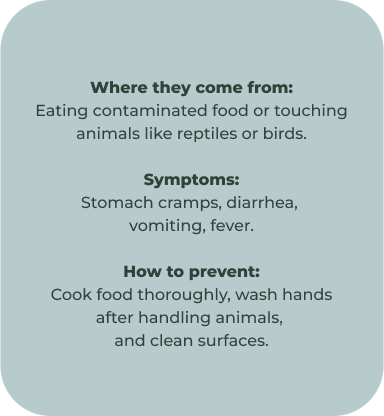 Where they come from:
Eating contaminated food or touching
animals like reptiles or birds.
Symptoms:
Stomach cramps, diarrhea,
vomiting, fever.
How to prevent:
Cook food thoroughly, wash hands
after handling animals,
and clean surfaces.